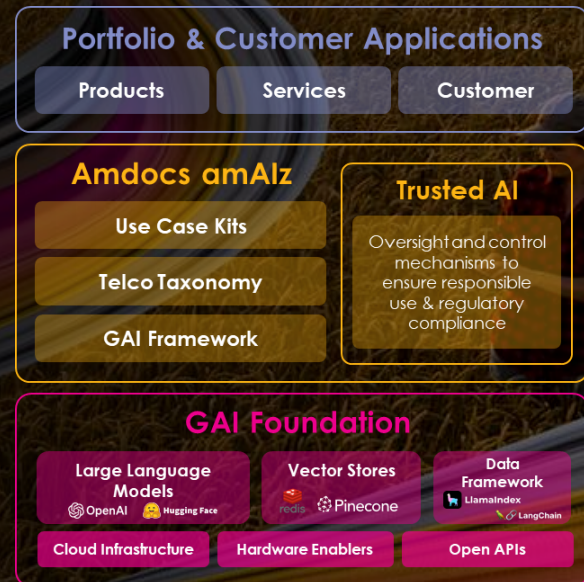 Portfolio & Customer Applications
Products
Services
Customer
Amdocs amAIz
Use Case Kits
Telco Taxonomy
GAI Framework
Trusted AI
Oversight and control
mechanisms to
ensure responsible
use & regulatory
compliance
GAI Foundation
Large Language
Models
OpenAI
Hugging Face
Vector Stores
redis
Pinecone
Data
Framework
LlamaIndex
LangChain
Cloud Infrastructure
Hardware Enablers
Open APIs